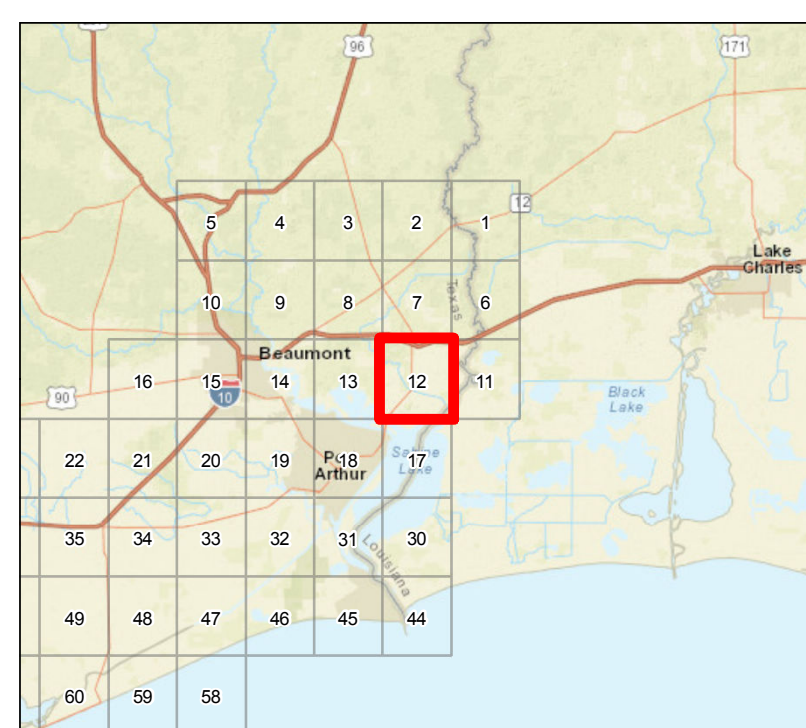 96
171
12
5 4 3 2 1
Lake
Charles
10 9 8 7 6
Texas
Beaumont
16 15 14 13 12 11
10
90
Black
Lake
22 21 20 19 18 17
Port
Arthur
Sabine
Lake
35 34 33 32 31 30
Louisiana
49 48 47 46 45 44
60 59 58